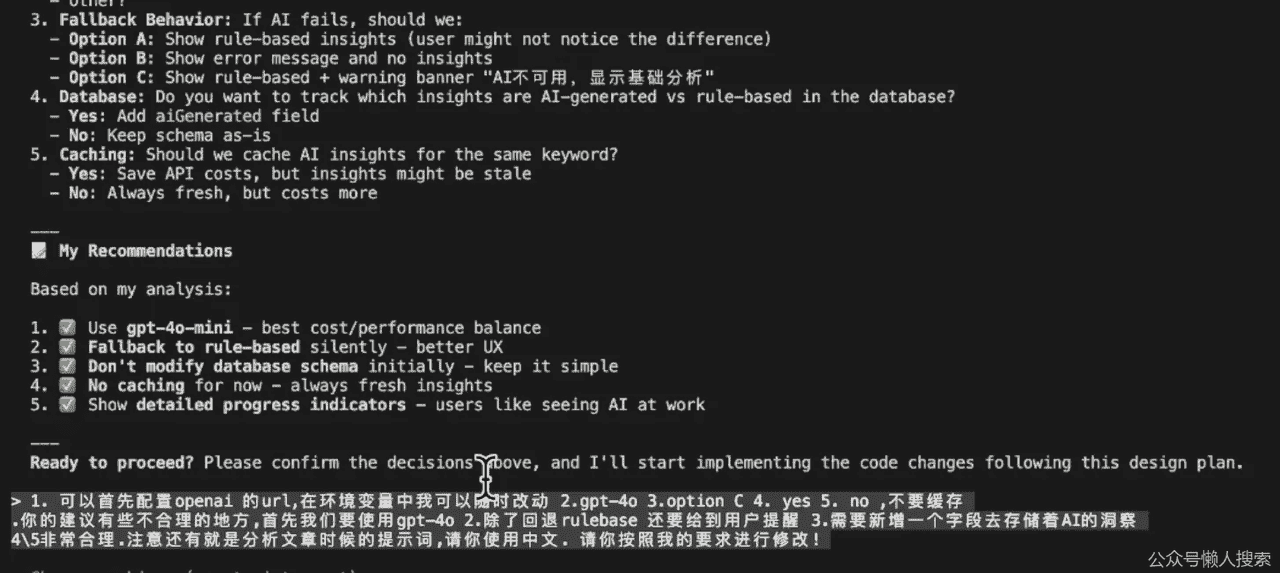 - Other?
3. Fallback Behavior: If AI fails, should we:
- Option A: Show rule-based insights (user might not notice the difference)
- Option B: Show error message and no insights
- Option C: Show rule-based + warning banner "AI不可用，显示基础分析"
4. Database: Do you want to track which insights are AI-generated vs rule-based in the database?
- Yes: Add aiGenerated field
- No: Keep schema as-is
5. Caching: Should we cache AI insights for the same keyword?
- Yes: Save API costs, but insights might be stale
- No: Always fresh, but costs more
My Recommendations
Based on my analysis:
1. ☑ Use gpt-4o-mini - best cost/performance balance
2. ☑ Fallback to rule-based silently - better UX
3. ☑ Don't modify database schema initially - keep it simple
4. ☑ No caching for now - always fresh insights
5. ☑ Show detailed progress indicators - users like seeing AI at work
Ready to proceed? Please confirm the decisions above, and I'll start implementing the code changes following this design plan.
> 1. 可以首先配置openai 的url,在环境变量中我可以随时改动 2.gpt-4o 3.option C 4. yes 5. no ,不要缓存
.你的建议有些不合理的地方,首先我们要使用gpt-4o 2.除了回退rulebase 还要给到用户提醒 3.需要新增一个字段去存储着AI的洞察
4\5非常合理.注意还有就是分析文章时候的提示词,请你使用中文. 请你按照我的要求进行修改!
公众号懒人搜索